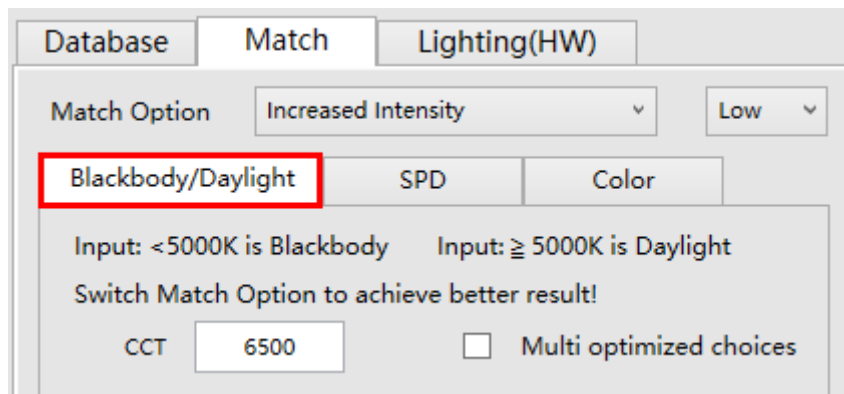 Database Match Lighting(HW)
Match Option Increased Intensity Low
Blackbody/Daylight SPD Color
Input: <5000K is Blackbody Input: ≧ 5000K is Daylight
Switch Match Option to achieve better result!
CCT 6500 Multi optimized choices